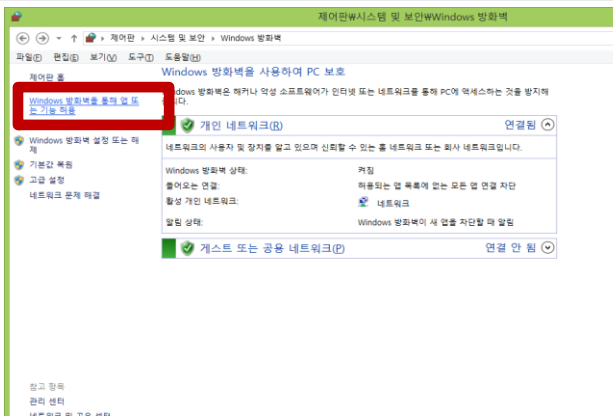 제어판₩시스템 및 보안₩Windows 방화벽
제어판 ▸ 시스템 및 보안 ▸ Windows 방화벽
파일(F) 편집(E) 보기(V) 도구(T) 도움말(H)
제어판 홈
Windows 방화벽을 통해 앱 또
는 기능 허용
Windows 방화벽 설정 또는 해
제
기본값 복원
고급 설정
네트워크 문제 해결
Windows 방화벽을 사용하여 PC 보호
방화벽은 해커나 악성 소프트웨어가 인터넷 또는 네트워크를 통해 PC에 액세스하는 것을 방지해
니다.
개인 네트워크(R) 연결됨
네트워크의 사용자 및 장치를 알고 있으며 신뢰할 수 있는 홈 네트워크 또는 회사 네트워크입니다.
Windows 방화벽 상태: 켜짐
들어오는 연결: 허용되는 앱 목록에 없는 모든 앱 연결 차단
활성 개인 네트워크: 네트워크
알림 상태: Windows 방화벽이 새 앱을 차단할 때 알림
게스트 또는 공용 네트워크(P) 연결 안 됨
참고 항목
관리 센터
네트워크 및 공유 센터